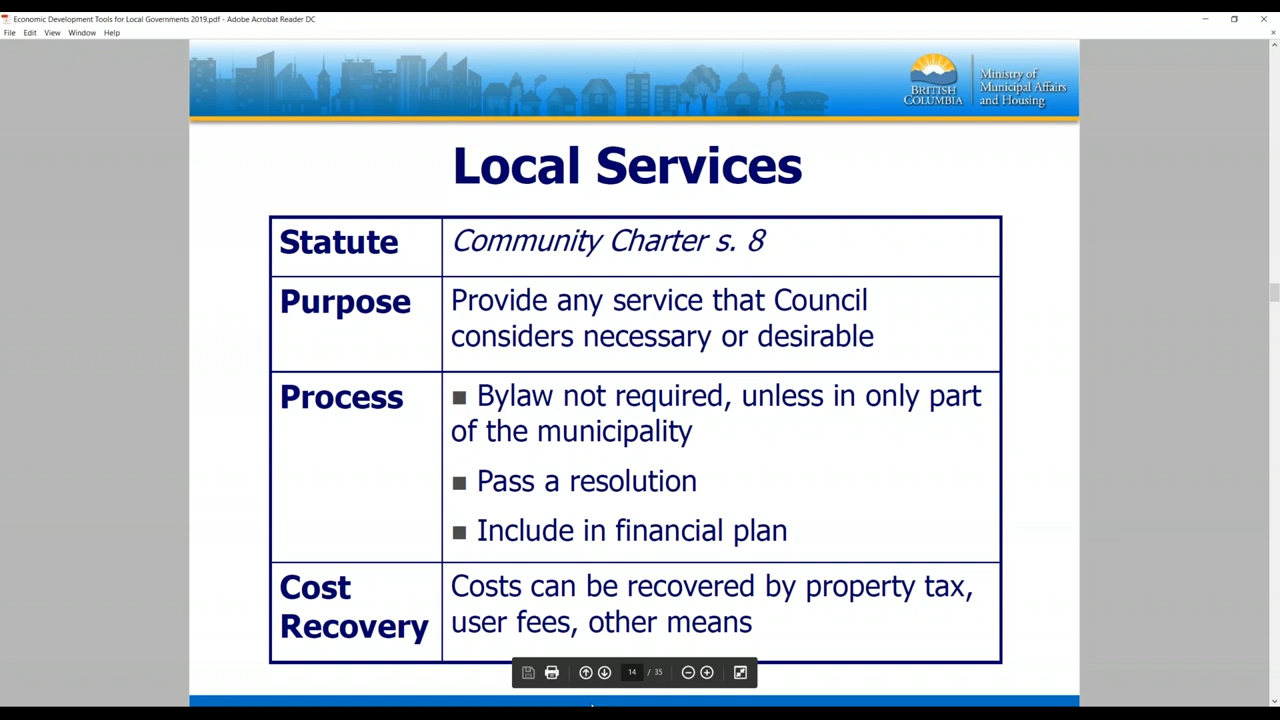 Economic Development Tools for Local Governments 2019.pdf - Adobe Acrobat Reader DC
File Edit View Window Help
BRITISH
COLUMBIA
Ministry of
Municipal Affairs
and Housing
Local Services
Statute
Community Charter s. 8
Purpose
Provide any service that Council
considers necessary or desirable
Process
■ Bylaw not required, unless in only part
of the municipality
■ Pass a resolution
■ Include in financial plan
Cost
Recovery
Costs can be recovered by property tax,
user fees, other means
14 / 35